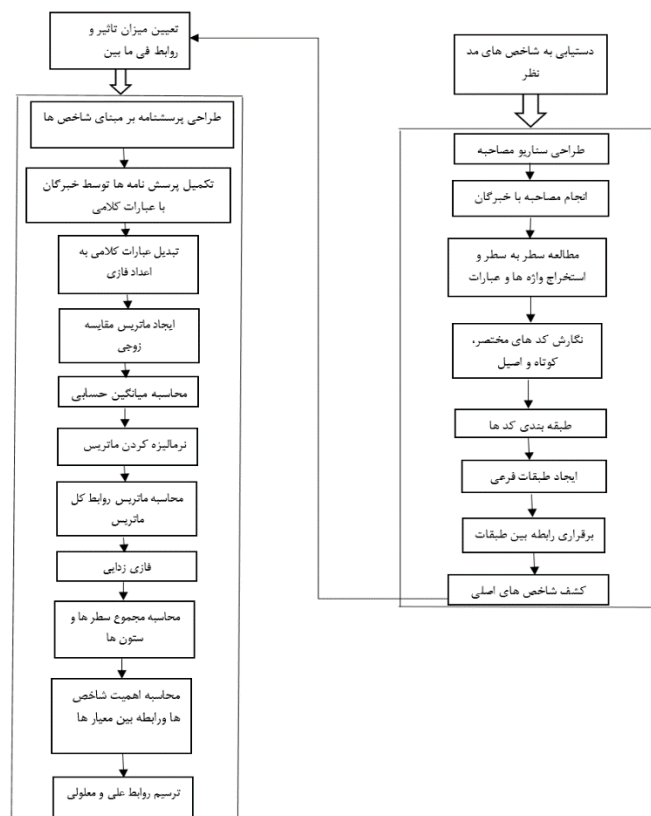 دستیابی به شاخص های مد
نظر
طراحی سناریو مصاحبه
انجام مصاحبه با خبرگان
مطالعه سطر به سطر و
استخراج واژه ها و عبارات
نگارش کد های مختصر،
کوتاه و اصیل
طبقه بندی کد ها
ایجاد طبقات فرعی
برقراری رابطه بین طبقات
کشف شاخص های اصلی
تعیین میزان تاثیر و
روابط فی ما بین
طراحی پرسشنامه بر مبنای شاخص ها
تکمیل پرسش نامه ها توسط خبرگان
با عبارات کلامی
تبدیل عبارات کلامی به
اعداد فازی
ایجاد ماتریس مقایسه
زوجی
محاسبه میانگین حسابی
نرمالیزه کردن ماتریس
محاسبه ماتریس روابط کل
ماتریس
فازی زدایی
محاسبه مجموع سطر ها و
ستون ها
محاسبه اهمیت شاخص
ها ورابطه بین معیار ها
ترسیم روابط علی و معلولی